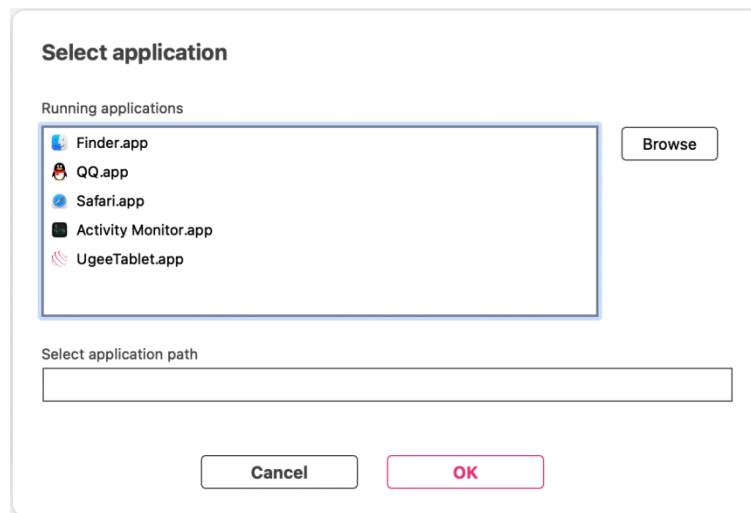 Select application
Running applications
Finder.app
Browse
QQ.app
Safari.app
Activity Monitor.app
UgeeTablet.app
Select application path
Cancel
OK